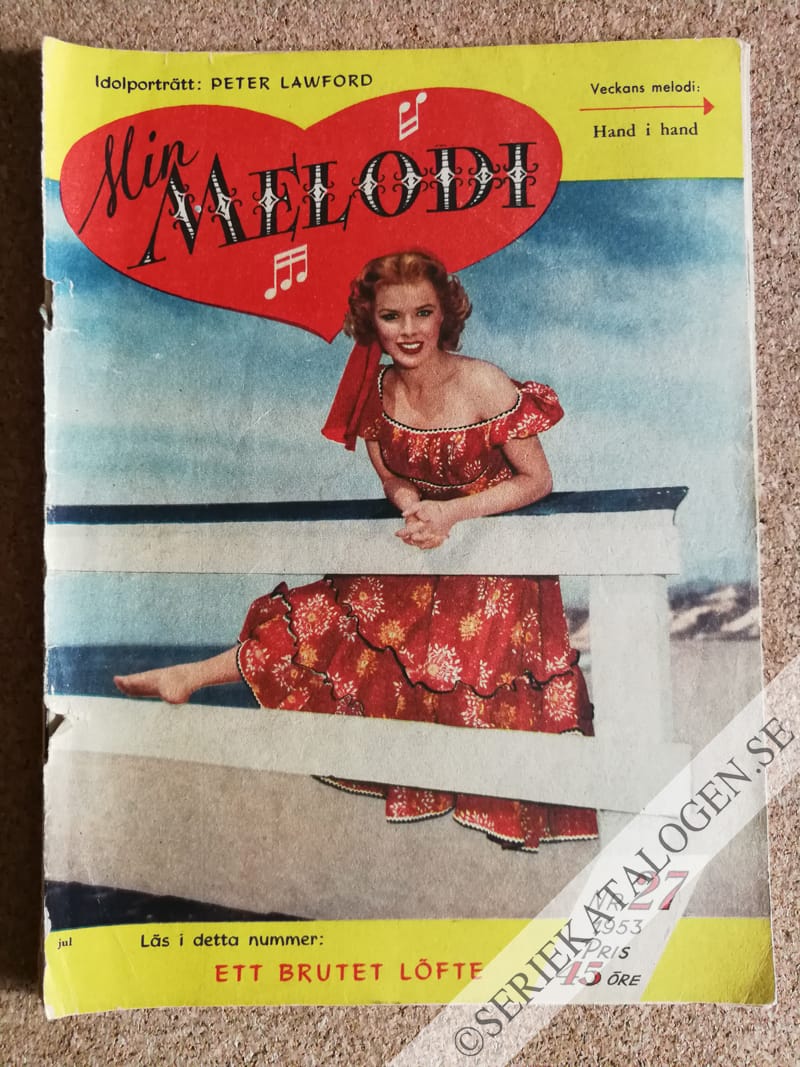 Idolporträtt: PETER LAWFORD
Veckans melodi:
Hand i hand
Min
MELODI
jul
Läs i detta nummer:
ETT BRUTET LÖFTE
NR 27
1953
PRIS
45 ÖRE
©SERIEKATALOGEN.SE